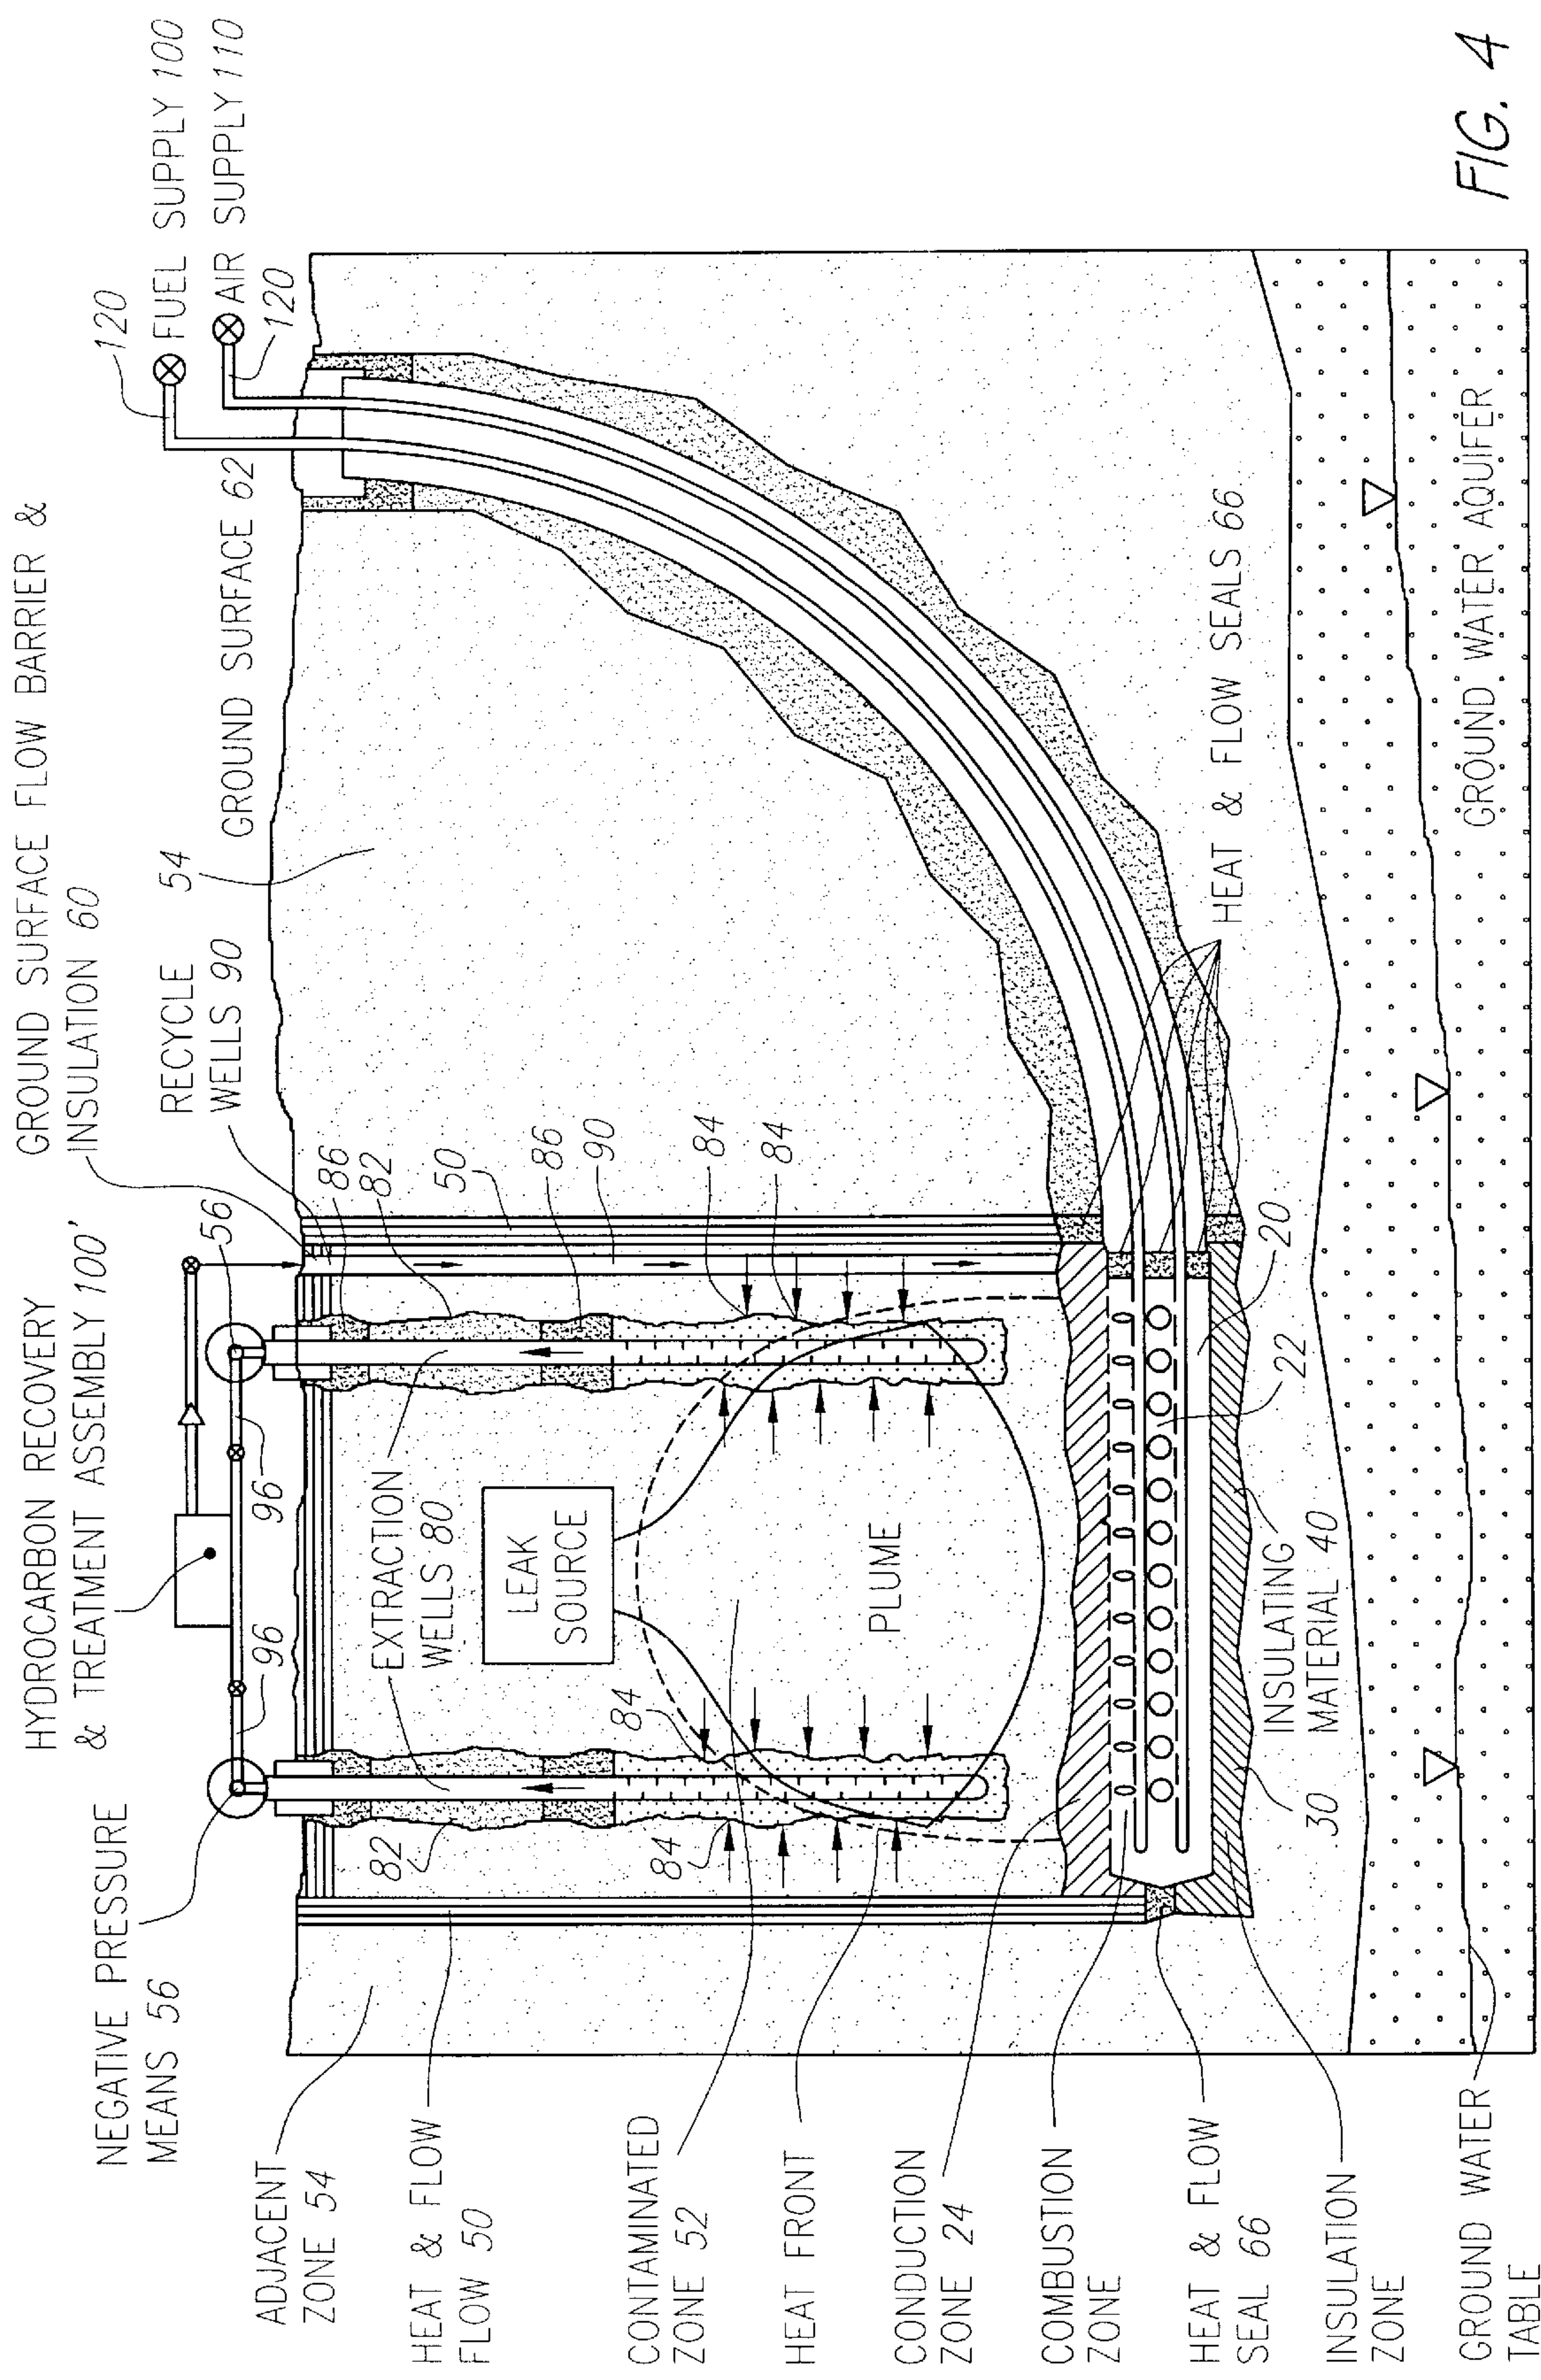 GROUND SURFACE FLOW BARRIER &
INSULATION 60
HYDROCARBON RECOVERY
& TREATMENT ASSEMBLY 100'
NEGATIVE PRESSURE
MEANS 56
RECYCLE
WELLS 90
54
GROUND SURFACE 62
120
FUEL SUPPLY 100
AIR SUPPLY 110
120
56
96
96
ADJACENT
ZONE 54
HEAT & FLOW
FLOW 50
CONTAMINATED
ZONE 52
HEAT FRONT
CONDUCTION
ZONE 24
COMBUSTION
ZONE
HEAT & FLOW
SEAL 66
INSULATION
ZONE
GROUND WATER
TABLE
82
84
84
EXTRACTION
WELLS 80
LEAK
SOURCE
PLUME
86
82
50
86
90
84
84
30
INSULATING
MATERIAL 40
22
20
HEAT & FLOW SEALS 66
GROUND WATER AQUIFER
FIG. 4